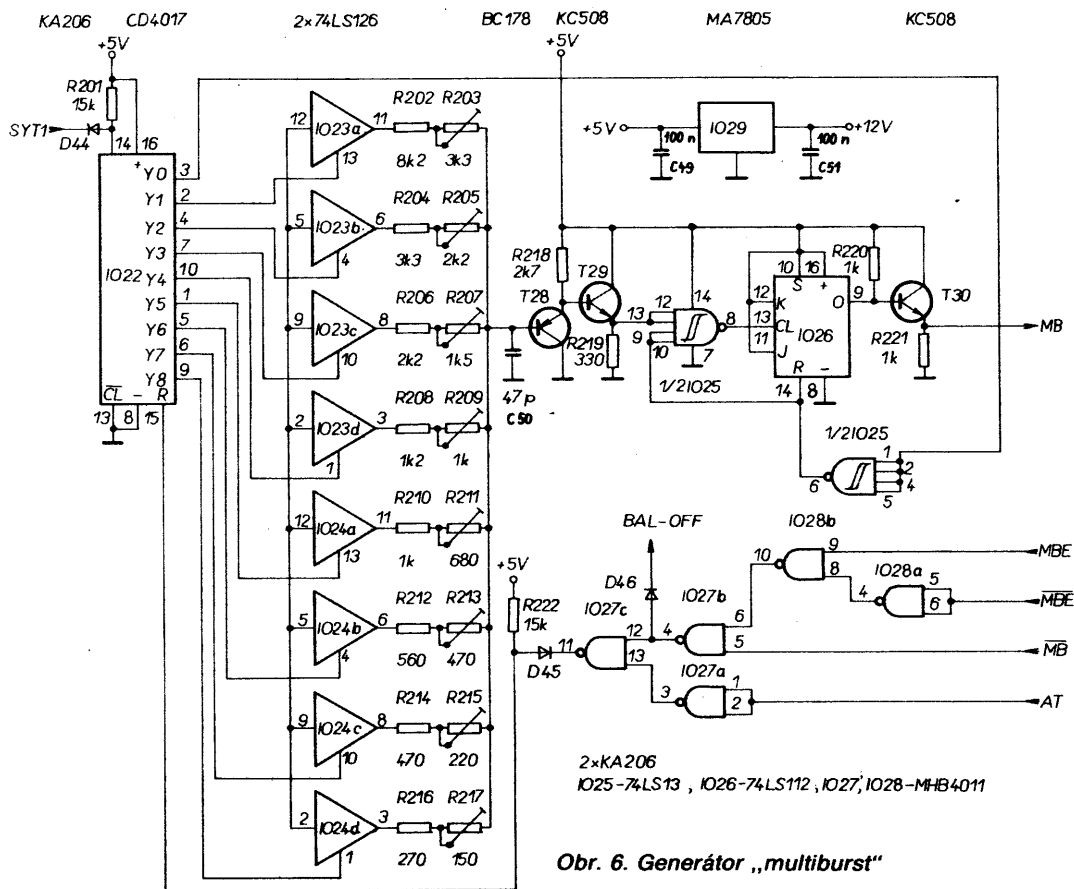 KA206 CD4017 2×74LS126 BC178 KC508 MA7805 KC508
+5V
+5V
R201
15k
SYT1
D44
14 16
+
Y0 3
Y1 2
Y2 4
Y3 7
Y4 10
Y5 1
Y6 5
Y7 6
Y8 9
IO22
CL - R
13 8 15
12 IO23a 11 13
R202 R203
8k2 3k3
5 IO23b 6 4
R204 R205
3k3 2k2
9 IO23c 8 10
R206 R207
2k2 1k5
2 IO23d 3 1
R208 R209
1k2 1k
12 IO24a 11 13
R210 R211
1k 680
5 IO24b 6 4
R212 R213
560 470
9 IO24c 8 10
R214 R215
470 220
2 IO24d 3 1
R216 R217
270 150
47p
C50
R218
2k7
T28
T29
R219
330
+5V 100n IO29 100n +12V
C49 C51
12
13
9
10
14
8
7
1/2IO25
10 16
S +
12 K
13 CL
11 J
IO26
O 9
R -
14 8
R220
1k
T30
R221
1k
MB
1/2IO25
6
1
2
4
5
BAL-OFF
D46
+5V
R222
15k
D45
IO27c
11 12 13
IO27b
4 6 5
IO27a
3 1 2
IO28b
10 9 8
IO28a
4 5 6
MBE
M̅B̅E̅
M̅B̅
AT
2×KA206
IO25-74LS13, IO26-74LS112, IO27, IO28-MHB4011
Obr. 6. Generátor „multiburst“